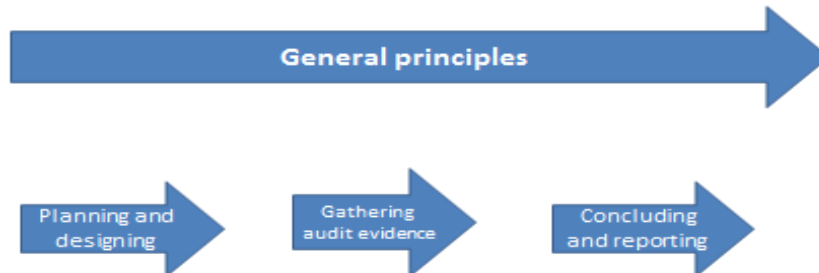 General principles
Planning and
designing
Gathering
audit evidence
Concluding
and reporting